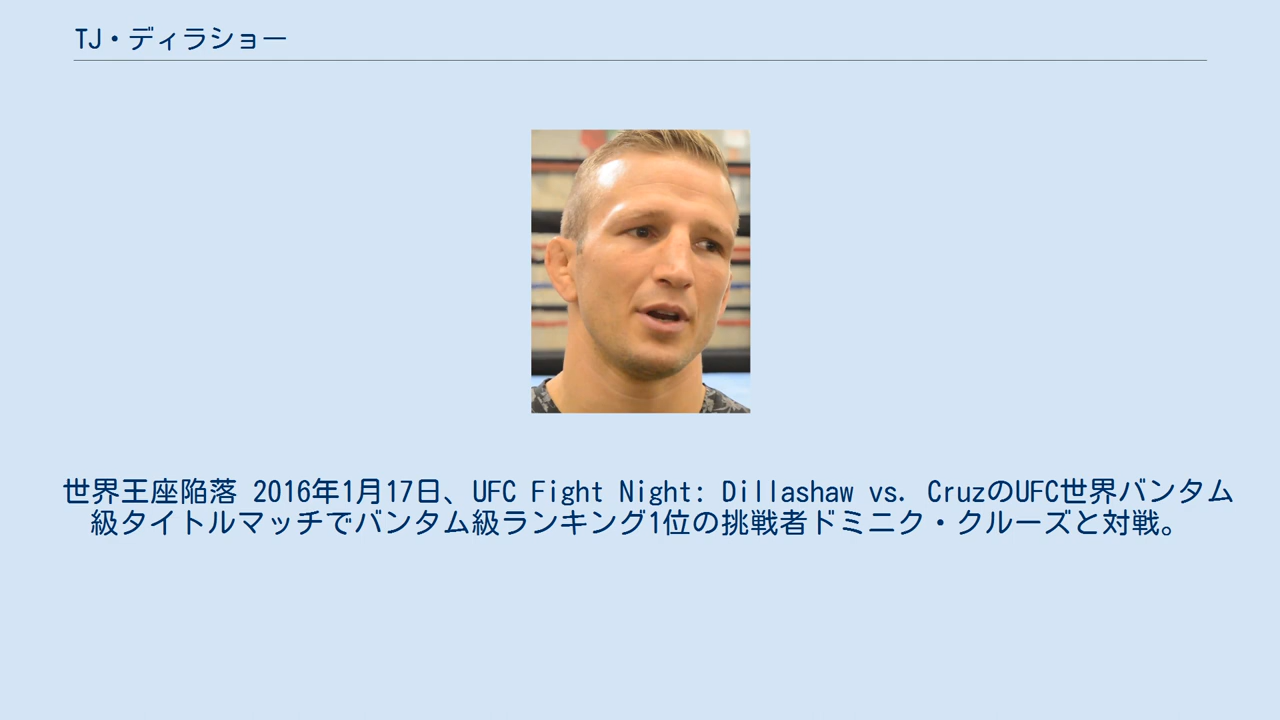 TJ・ディラショー
世界王座陥落 2016年1月17日、UFC Fight Night: Dillashaw vs. CruzのUFC世界バンタム
級タイトルマッチでバンタム級ランキング1位の挑戦者ドミニク・クルーズと対戦。